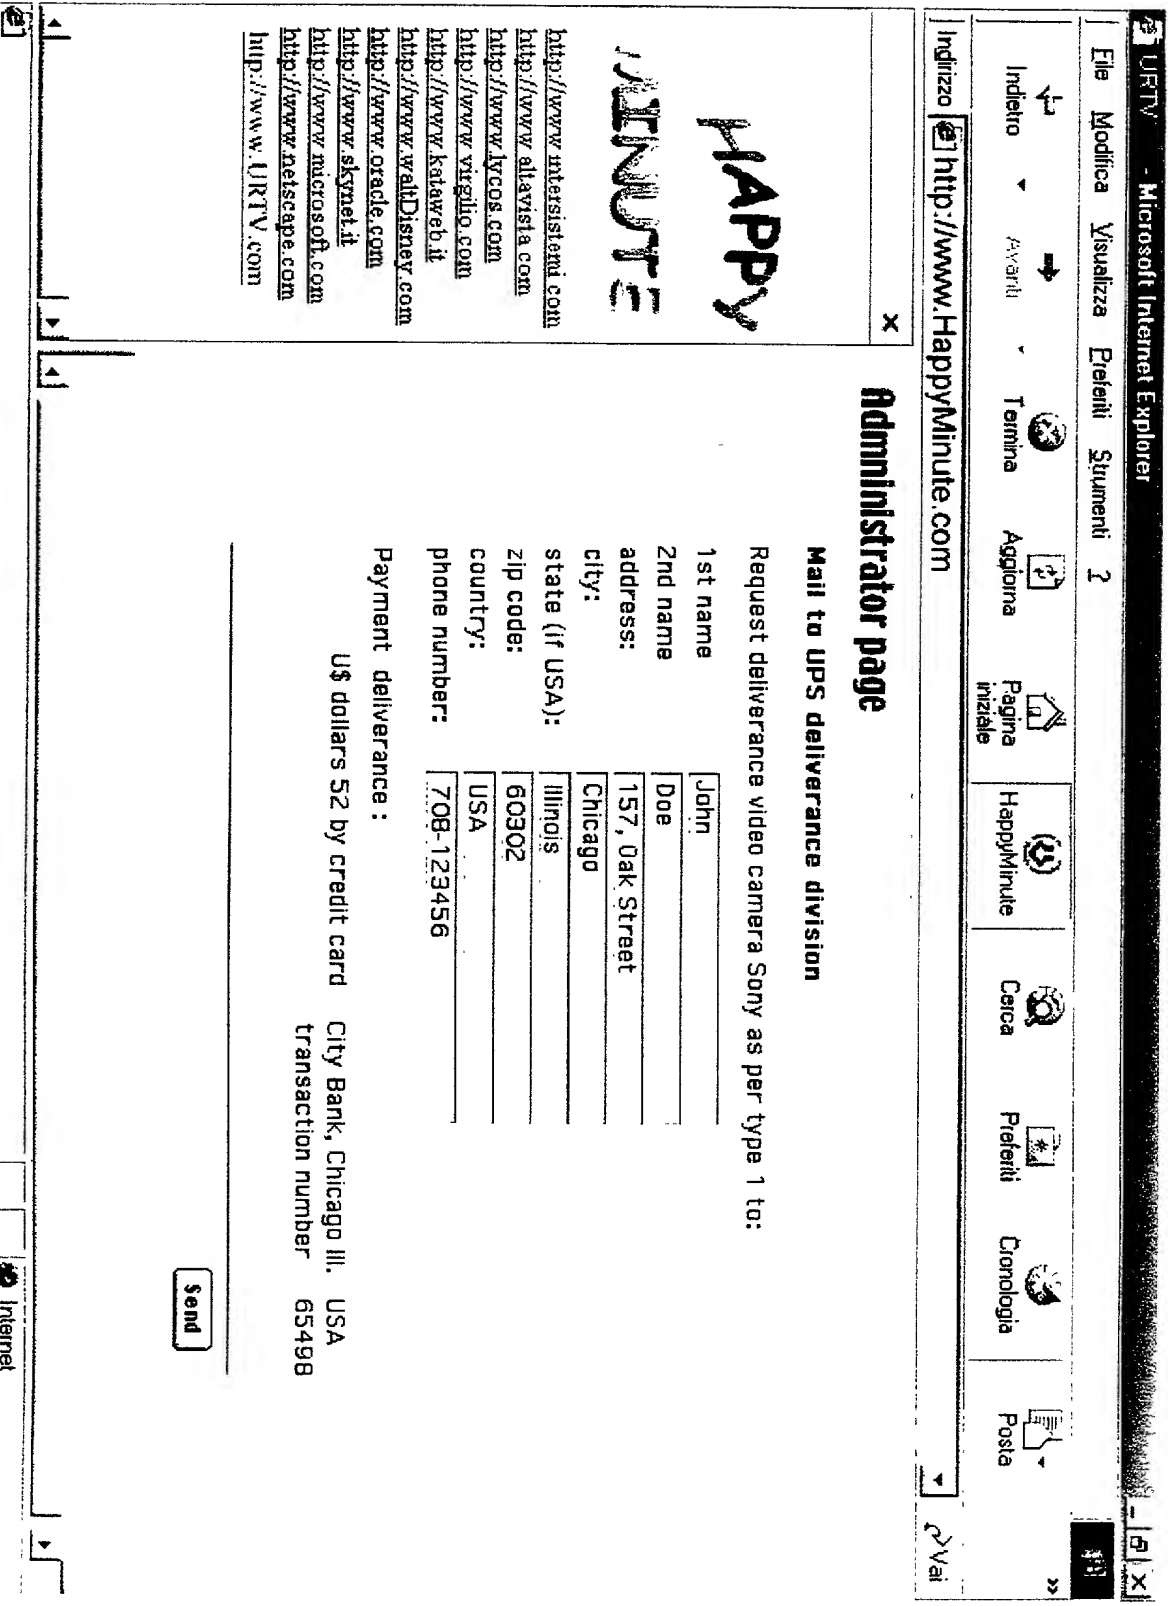 URTV - Microsoft Internet Explorer
File Modifica Visualizza Preferiti Strumenti ?
Indietro Avanti Termina Aggiorna Pagina iniziale HappyMinute Cerca Preferiti Cronologia Posta »
Indirizzo http://www.HappyMinute.com Vai
X
HAPPY
MINUTE
http://www.intersistemi.com
http://www.altavista.com
http://www.lycos.com
http://www.virgilio.com
http://www.kataweb.it
http://www.waltDisney.com
http://www.oracle.com
http://www.skynet.it
http://www.microsoft.com
http://www.netscape.com
http://www.URTV.com
Admninistrator page
Mail to UPS deliverance division
Request deliverance video camera Sony as per type 1 to:
1st name John
2nd name Doe
address: 157, Oak Street
city: Chicago
state (if USA): Illinois
zip code: 60302
country: USA
phone number: 708-123456
Payment deliverance :
U$ dollars 52 by credit card City Bank, Chicago Ill. USA
transaction number 65498
Send
Internet